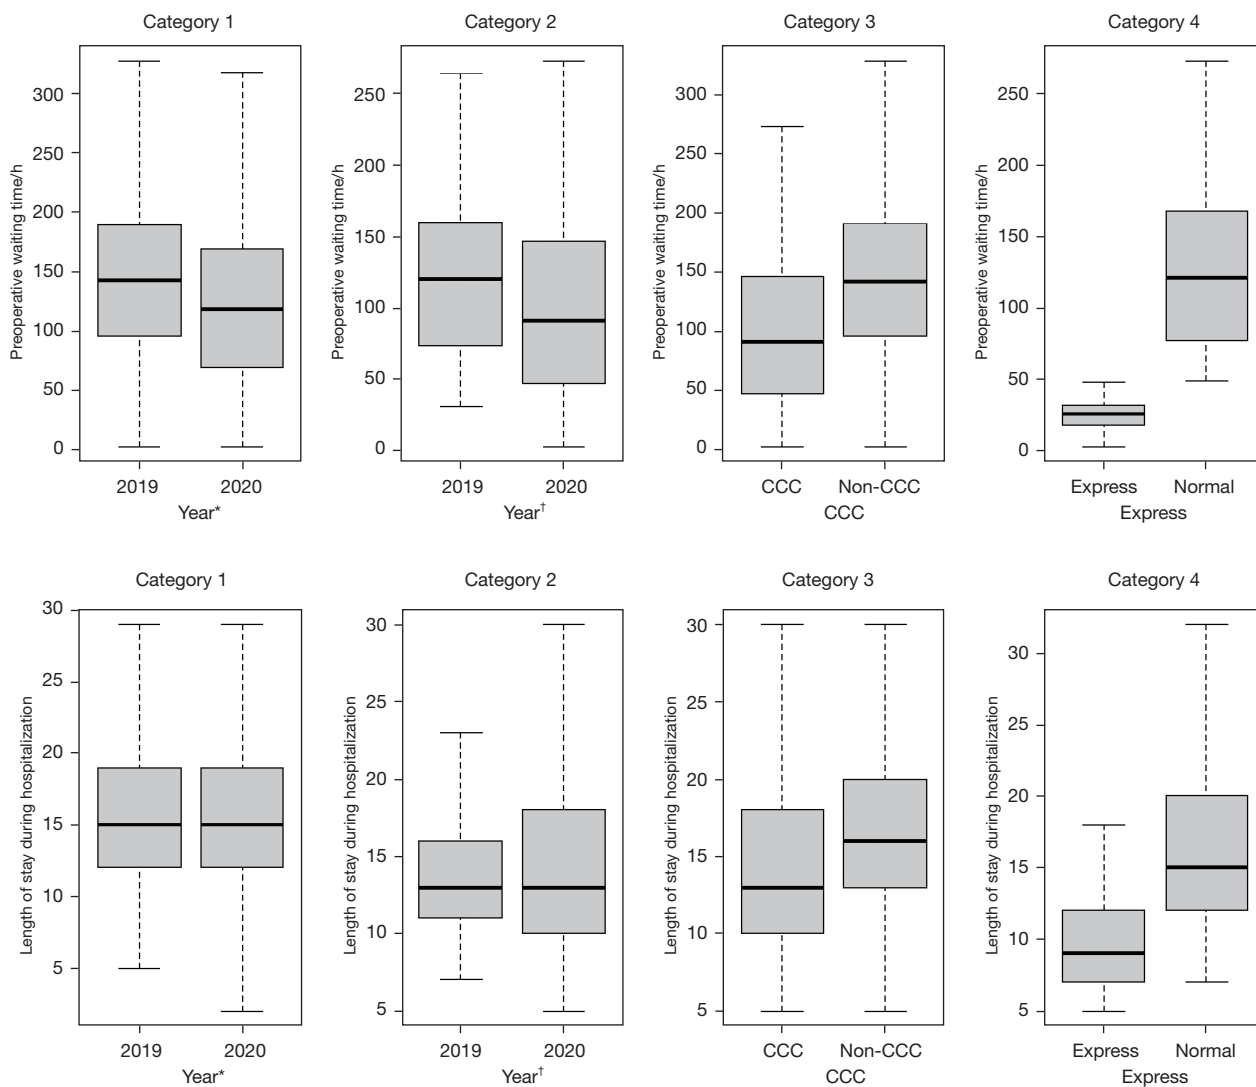 Category 1
Category 2
Category 3
Category 4
Preoperative waiting time/h
300
250
200
150
100
50
0
2019
2020
Year*
Preoperative waiting time/h
250
200
150
100
50
0
2019
2020
Year†
Preoperative waiting time/h
300
250
200
150
100
50
0
CCC
Non-CCC
CCC
Preoperative waiting time/h
250
200
150
100
50
0
Express
Normal
Express
Category 1
Category 2
Category 3
Category 4
Length of stay during hospitalization
30
25
20
15
10
5
2019
2020
Year*
Length of stay during hospitalization
30
25
20
15
10
5
2019
2020
Year†
Length of stay during hospitalization
30
25
20
15
10
5
CCC
Non-CCC
CCC
Length of stay during hospitalization
30
25
20
15
10
5
Express
Normal
Express